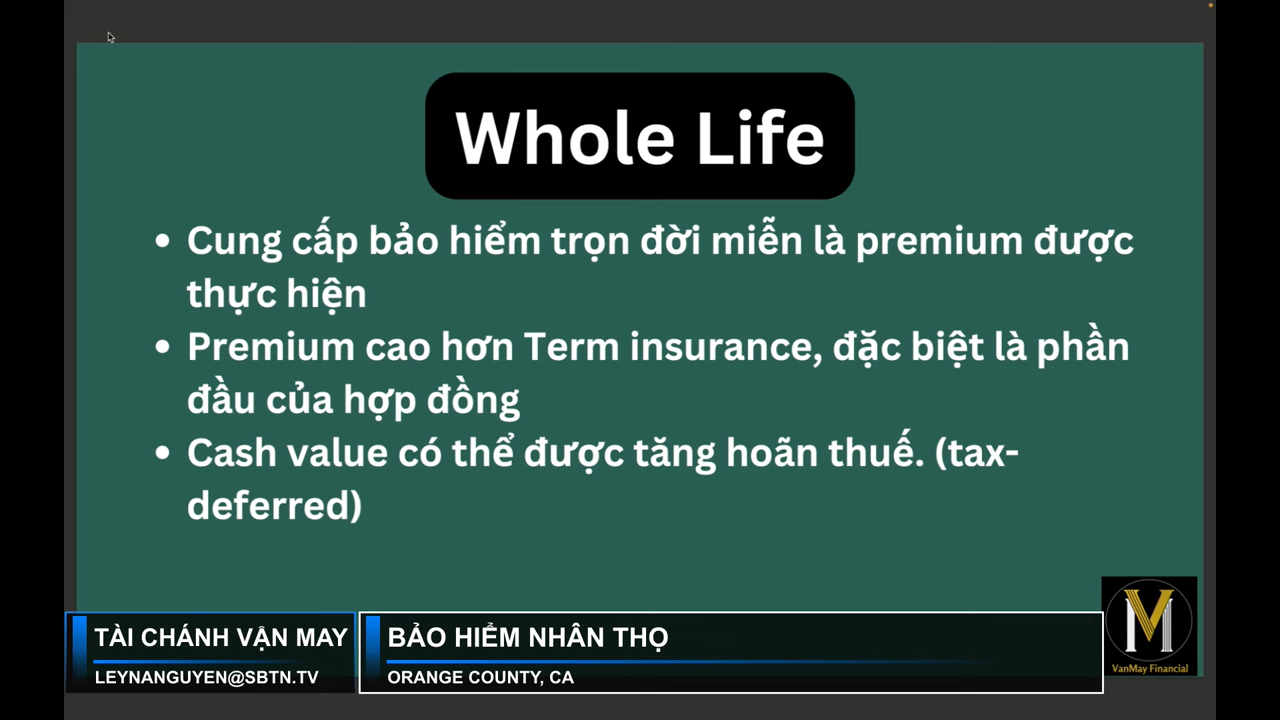 Whole Life
• Cung cấp bảo hiểm trọn đời miễn là premium được
thực hiện
• Premium cao hơn Term insurance, đặc biệt là phần
đầu của hợp đồng
• Cash value có thể được tăng hoãn thuế. (tax-
deferred)
VanMay Financial
TÀI CHÁNH VẬN MAY
LEYNANGUYEN@SBTN.TV
BẢO HIỂM NHÂN THỌ
ORANGE COUNTY, CA